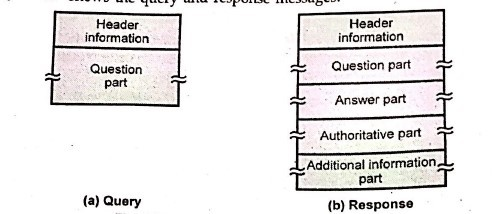 shows the query and response messages.
Header
information
Question
part
(a) Query
Header
information
Question part
Answer part
Authoritative part
Additional information
part
(b) Response